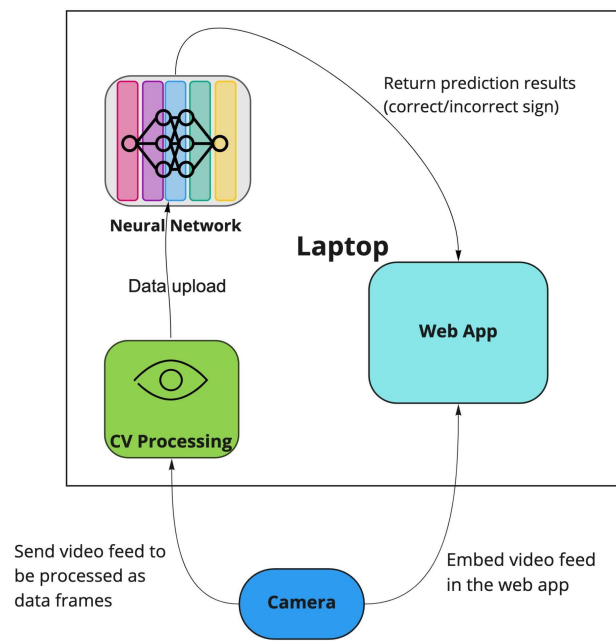 Return prediction results
(correct/incorrect sign)
Neural Network
Laptop
Data upload
Web App
CV Processing
Send video feed to
be processed as
data frames
Embed video feed
in the web app
Camera